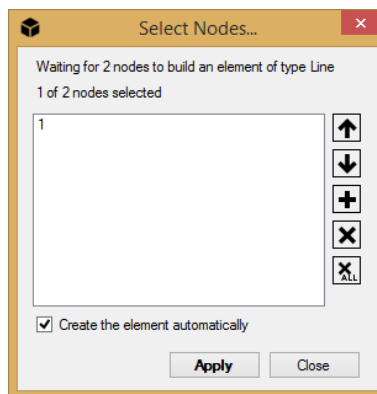 Select Nodes...
Waiting for 2 nodes to build an element of type Line
1 of 2 nodes selected
1
ALL
Create the element automatically
Apply
Close